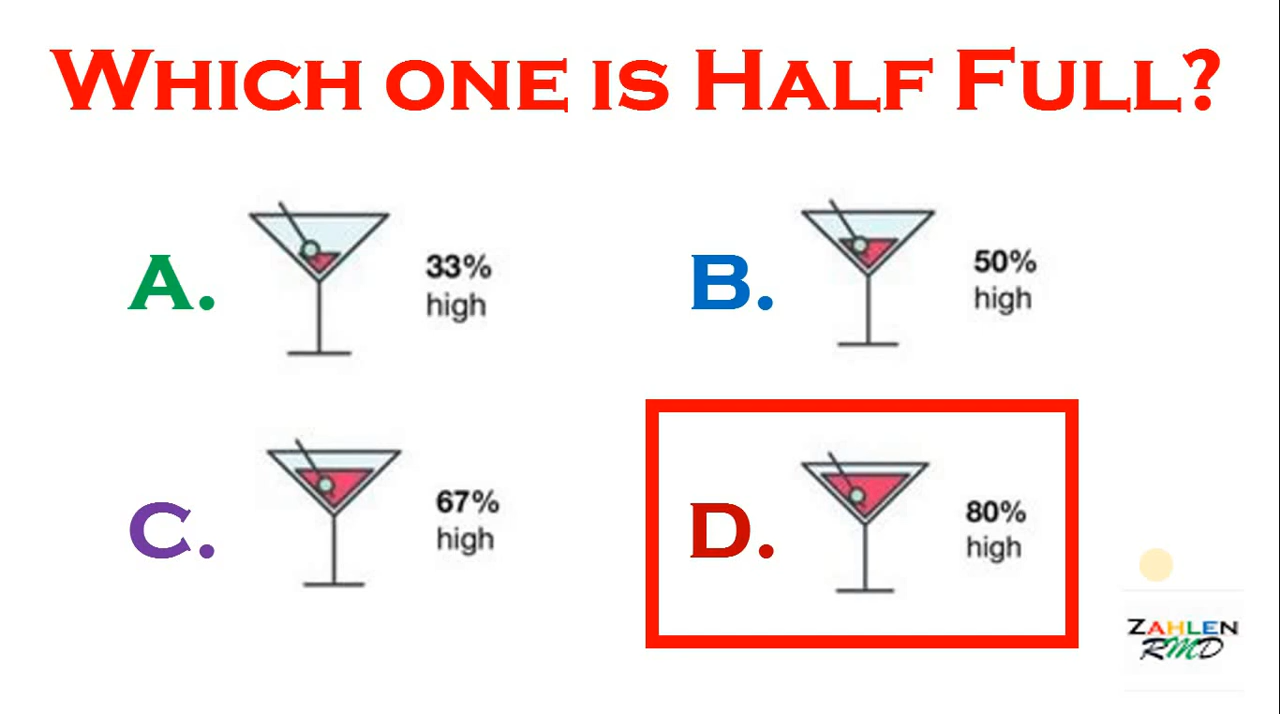 WHICH ONE IS HALF FULL?
A.
33%
high
B.
50%
high
C.
67%
high
D.
80%
high
ZAHLEN
RMD